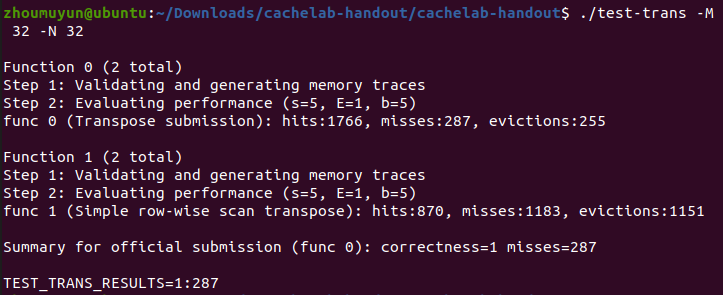 zhoumuyun@ubuntu:~/Downloads/cachelab-handout/cachelab-handout$ ./test-trans -M
 32 -N 32
Function 0 (2 total)
Step 1: Validating and generating memory traces
Step 2: Evaluating performance (s=5, E=1, b=5)
func 0 (Transpose submission): hits:1766, misses:287, evictions:255
Function 1 (2 total)
Step 1: Validating and generating memory traces
Step 2: Evaluating performance (s=5, E=1, b=5)
func 1 (Simple row-wise scan transpose): hits:870, misses:1183, evictions:1151
Summary for official submission (func 0): correctness=1 misses=287
TEST_TRANS_RESULTS=1:287